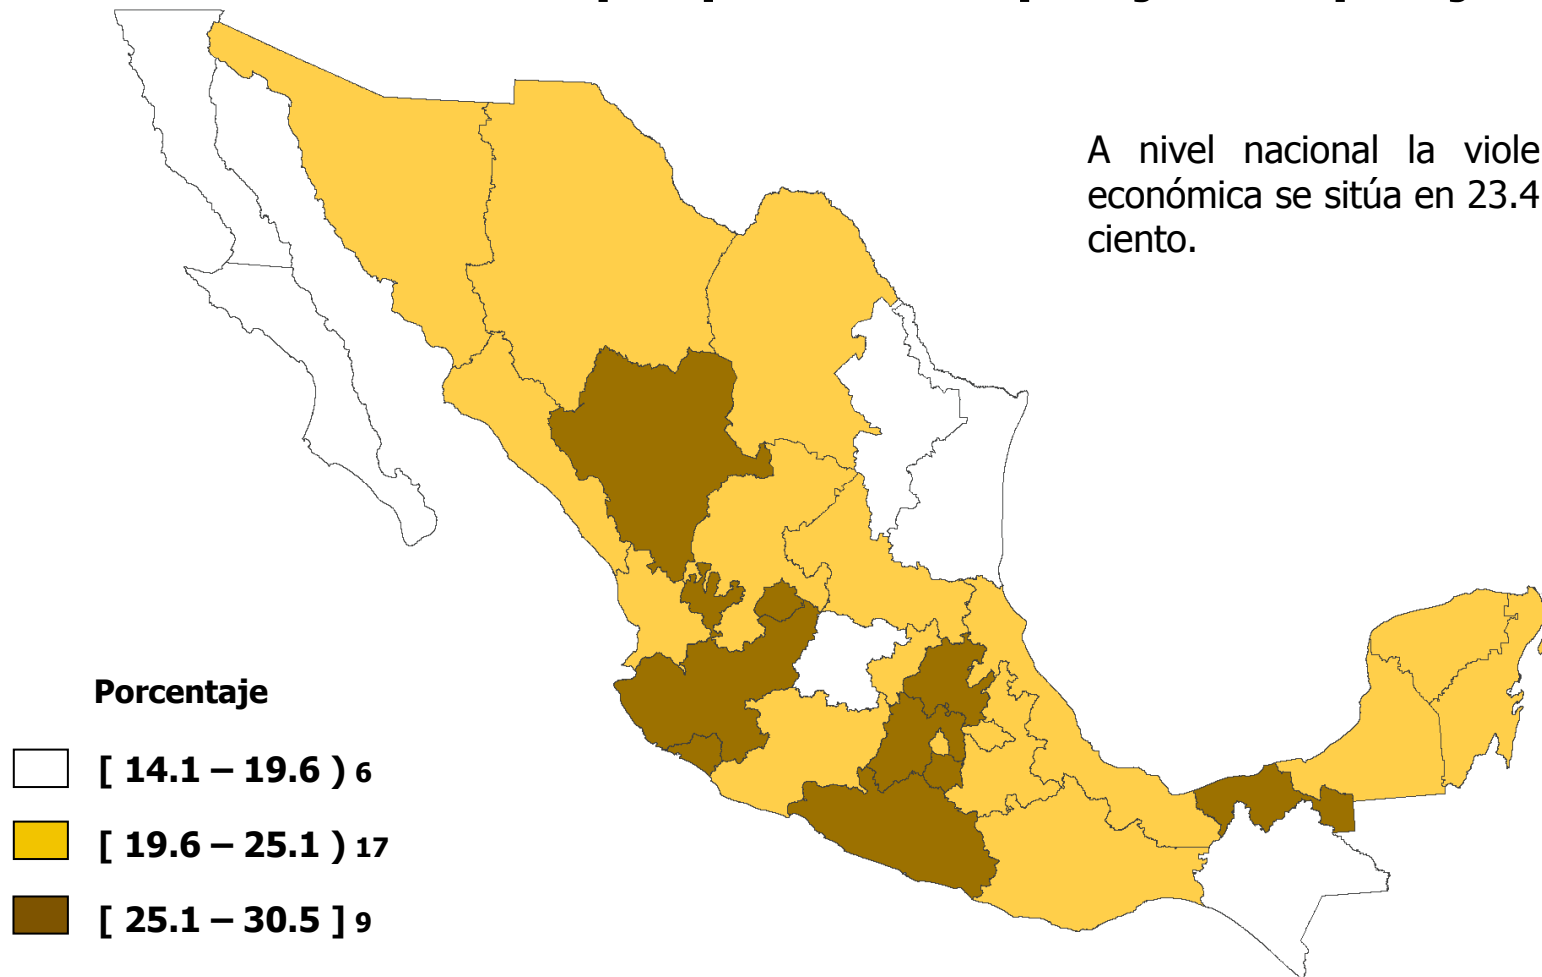 A nivel nacional la viole
económica se sitúa en 23.4
ciento.
Porcentaje
[ 14.1 – 19.6 ) 6
[ 19.6 – 25.1 ) 17
[ 25.1 – 30.5 ] 9